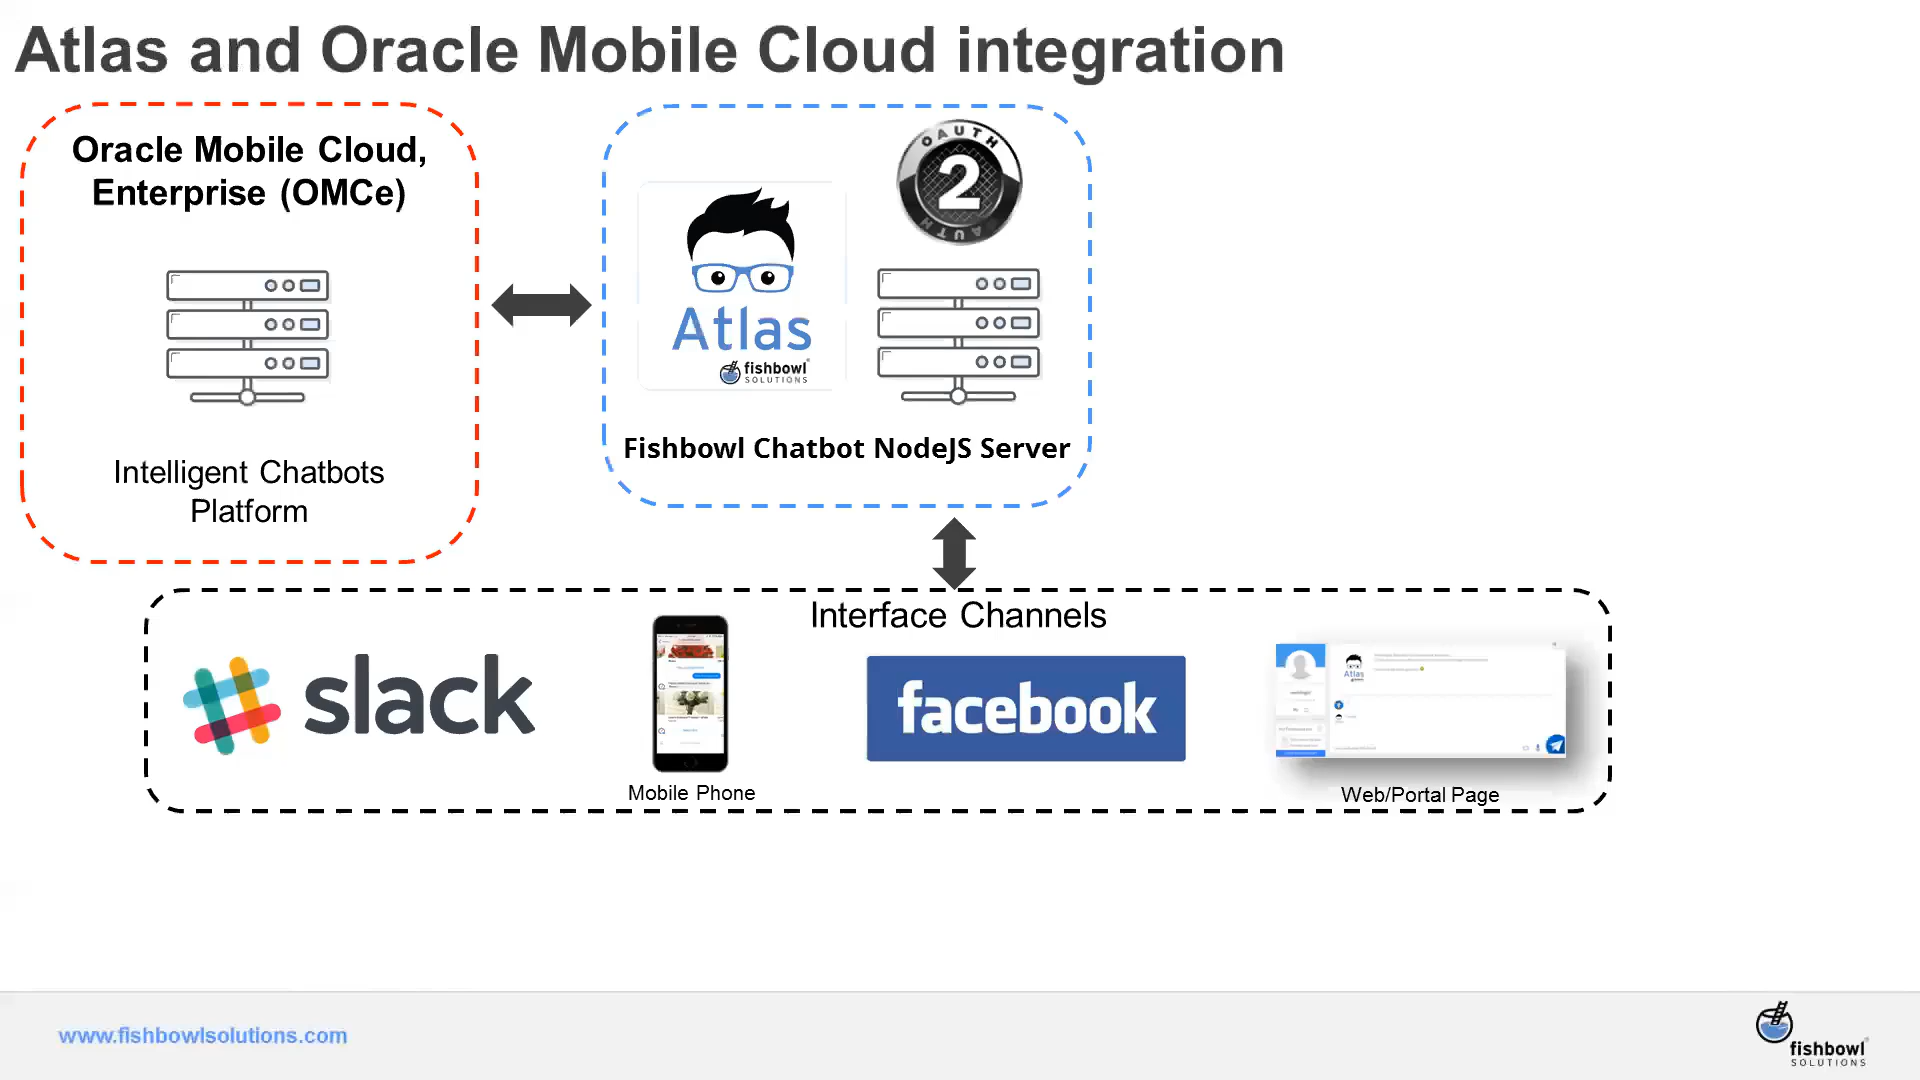 Atlas and Oracle Mobile Cloud integration
Oracle Mobile Cloud,
Enterprise (OMCe)
Intelligent Chatbots
Platform
OAUTH
2
OAUTH
Atlas
fishbowl
SOLUTIONS
Fishbowl Chatbot NodeJS Server
Interface Channels
slack
Mobile Phone
facebook
Atlas
Web/Portal Page
www.fishbowlsolutions.com
fishbowl
SOLUTIONS